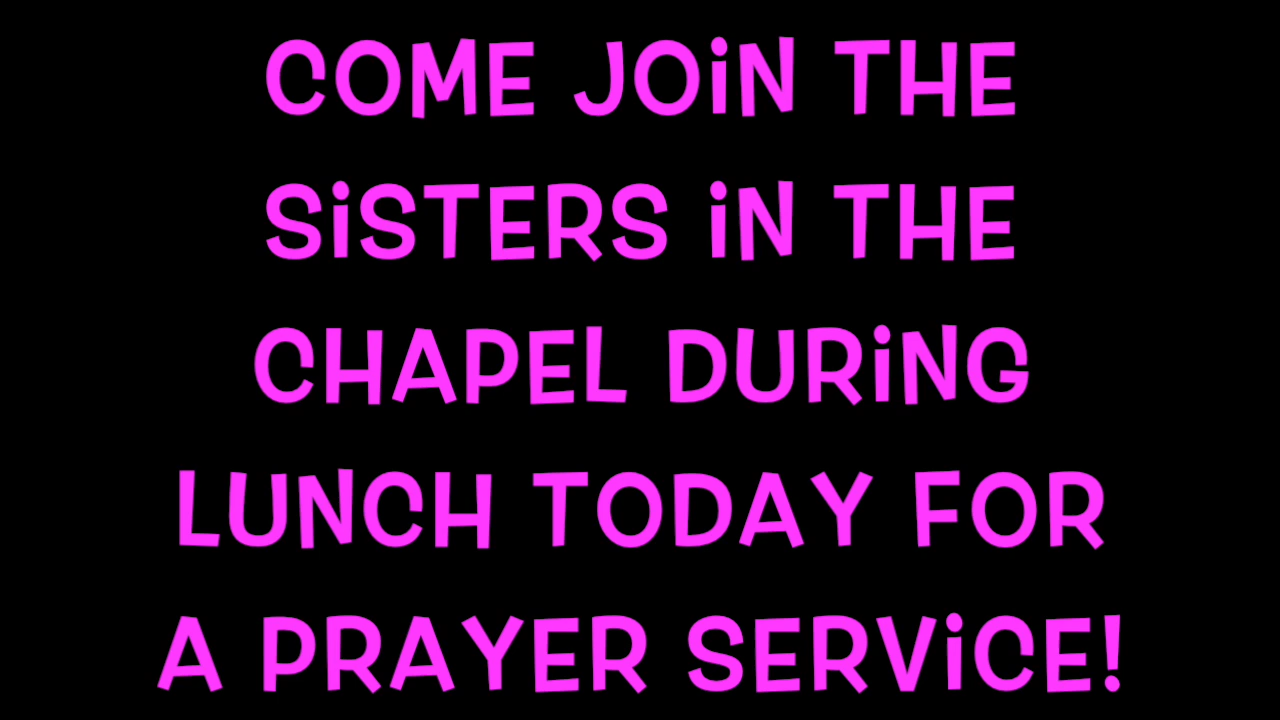 COME JOiN THE
SiSTERS iN THE
CHAPEL DURiNG
LUNCH TODAY FOR
A PRAYER SERViCE!